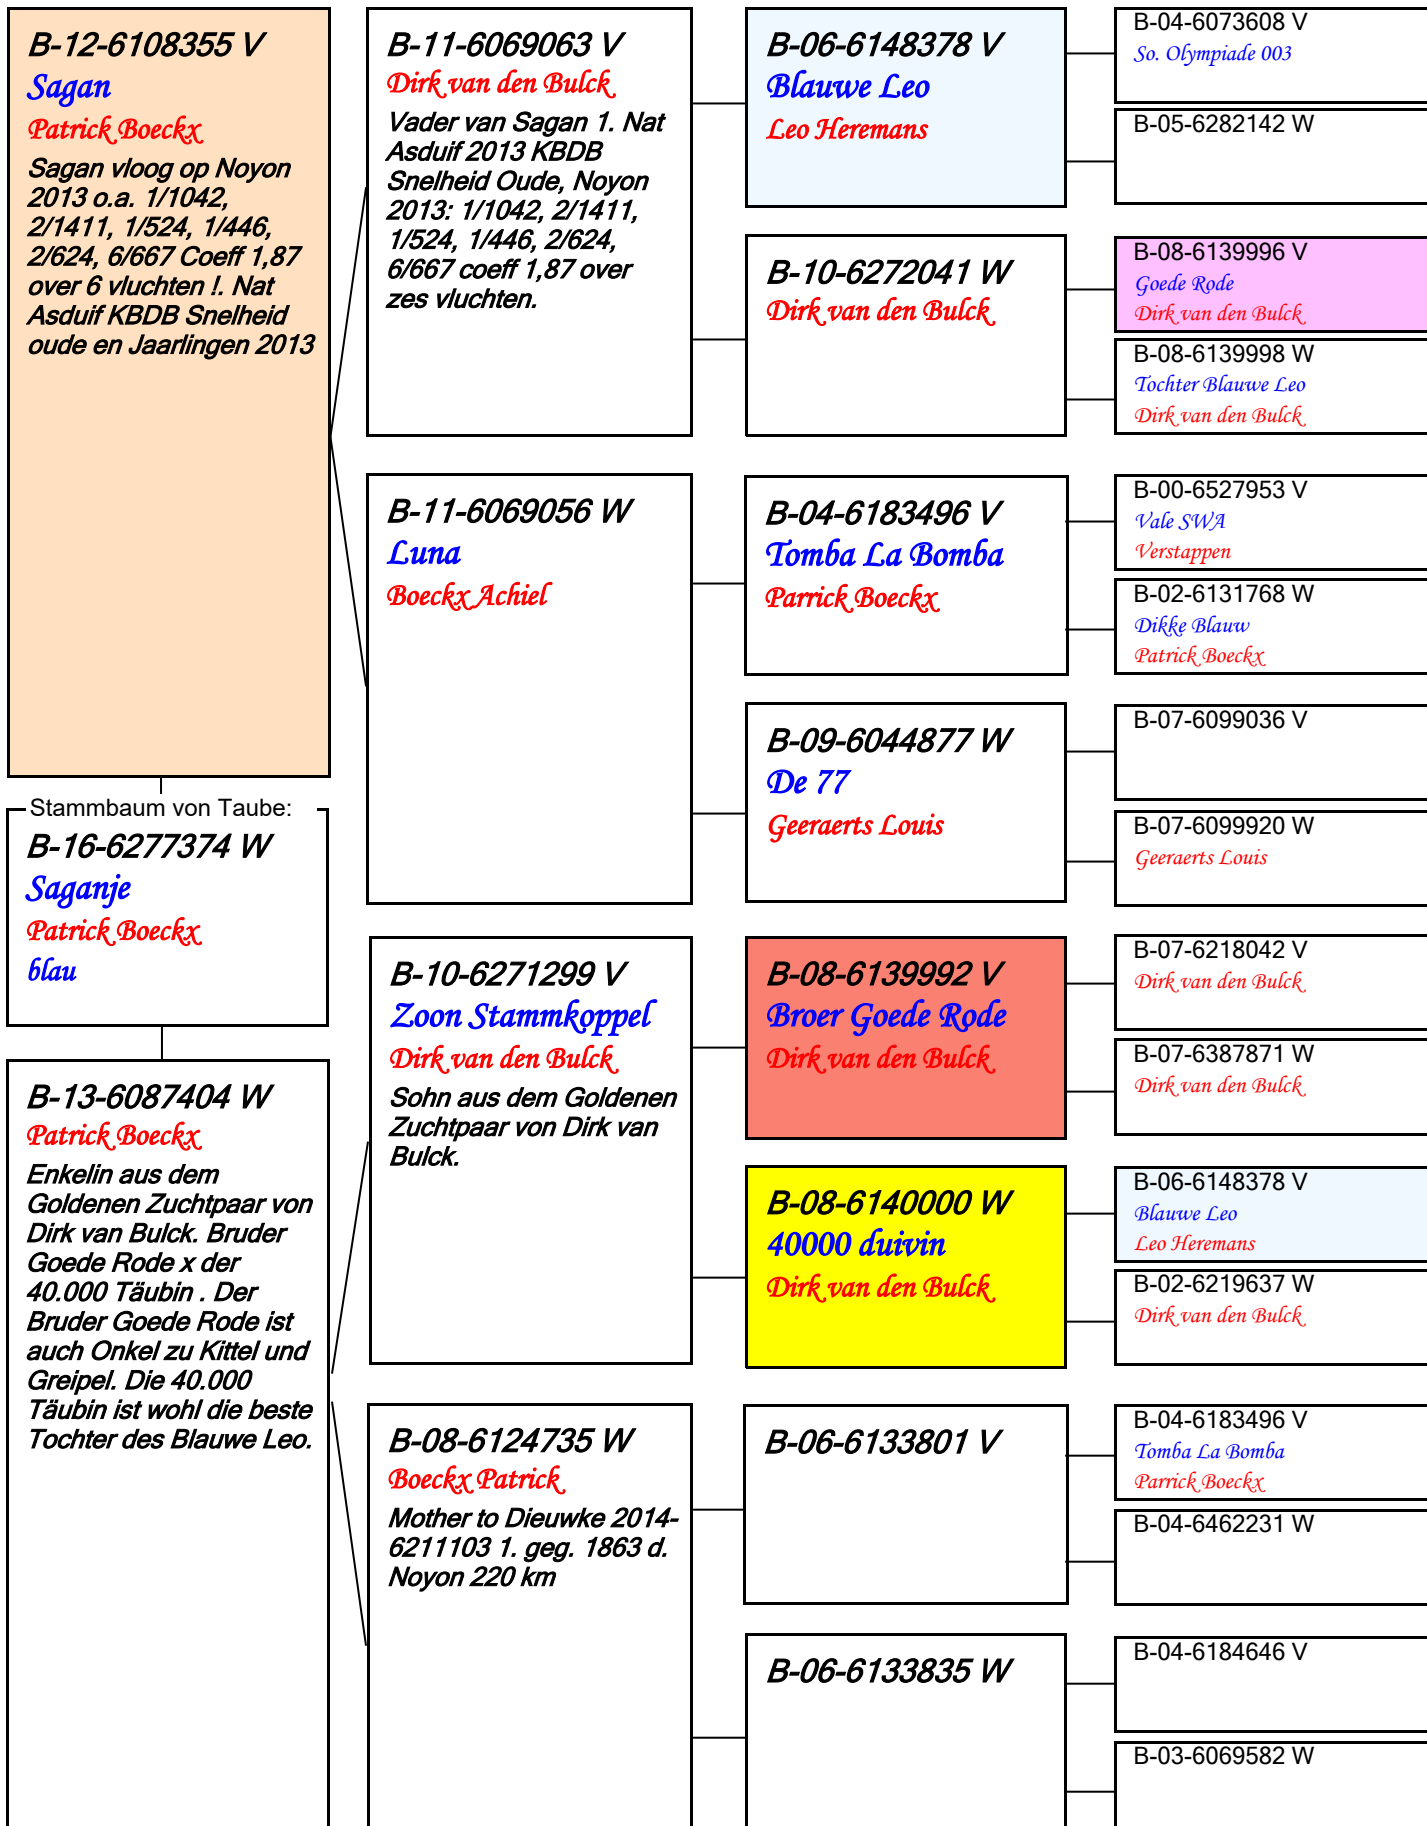 B-12-6108355 V
Sagan
Patrick Boeckx
Sagan vloog op Noyon
2013 o.a. 1/1042,
2/1411, 1/524, 1/446,
2/624, 6/667 Coeff 1,87
over 6 vluchten !. Nat
Asduif KBDB Snelheid
oude en Jaarlingen 2013
Stammbaum von Taube:
B-16-6277374 W
Saganje
Patrick Boeckx
blau
B-13-6087404 W
Patrick Boeckx
Enkelin aus dem
Goldenen Zuchtpaar von
Dirk van Bulck. Bruder
Goede Rode x der
40.000 Täubin . Der
Bruder Goede Rode ist
auch Onkel zu Kittel und
Greipel. Die 40.000
Täubin ist wohl die beste
Tochter des Blauwe Leo.
B-11-6069063 V
Dirk van den Bulck
Vader van Sagan 1. Nat
Asduif 2013 KBDB
Snelheid Oude, Noyon
2013: 1/1042, 2/1411,
1/524, 1/446, 2/624,
6/667 coeff 1,87 over
zes vluchten.
B-11-6069056 W
Luna
Boeckx Achiel
B-10-6271299 V
Zoon Stammkoppel
Dirk van den Bulck
Sohn aus dem Goldenen
Zuchtpaar von Dirk van
Bulck.
B-08-6124735 W
Boeckx Patrick
Mother to Dieuwke 2014-
6211103 1. geg. 1863 d.
Noyon 220 km
B-06-6148378 V
Blauwe Leo
Leo Heremans
B-10-6272041 W
Dirk van den Bulck
B-04-6183496 V
Tomba La Bomba
Parrick Boeckx
B-09-6044877 W
De 77
Geeraerts Louis
B-08-6139992 V
Broer Goede Rode
Dirk van den Bulck
B-08-6140000 W
40000 duivin
Dirk van den Bulck
B-06-6133801 V
B-06-6133835 W
B-04-6073608 V
So. Olympiade 003
B-05-6282142 W
B-08-6139996 V
Goede Rode
Dirk van den Bulck
B-08-6139998 W
Tochter Blauwe Leo
Dirk van den Bulck
B-00-6527953 V
Vale SWA
Verstappen
B-02-6131768 W
Dikke Blauw
Patrick Boeckx
B-07-6099036 V
B-07-6099920 W
Geeraerts Louis
B-07-6218042 V
Dirk van den Bulck
B-07-6387871 W
Dirk van den Bulck
B-06-6148378 V
Blauwe Leo
Leo Heremans
B-02-6219637 W
Dirk van den Bulck
B-04-6183496 V
Tomba La Bomba
Parrick Boeckx
B-04-6462231 W
B-04-6184646 V
B-03-6069582 W